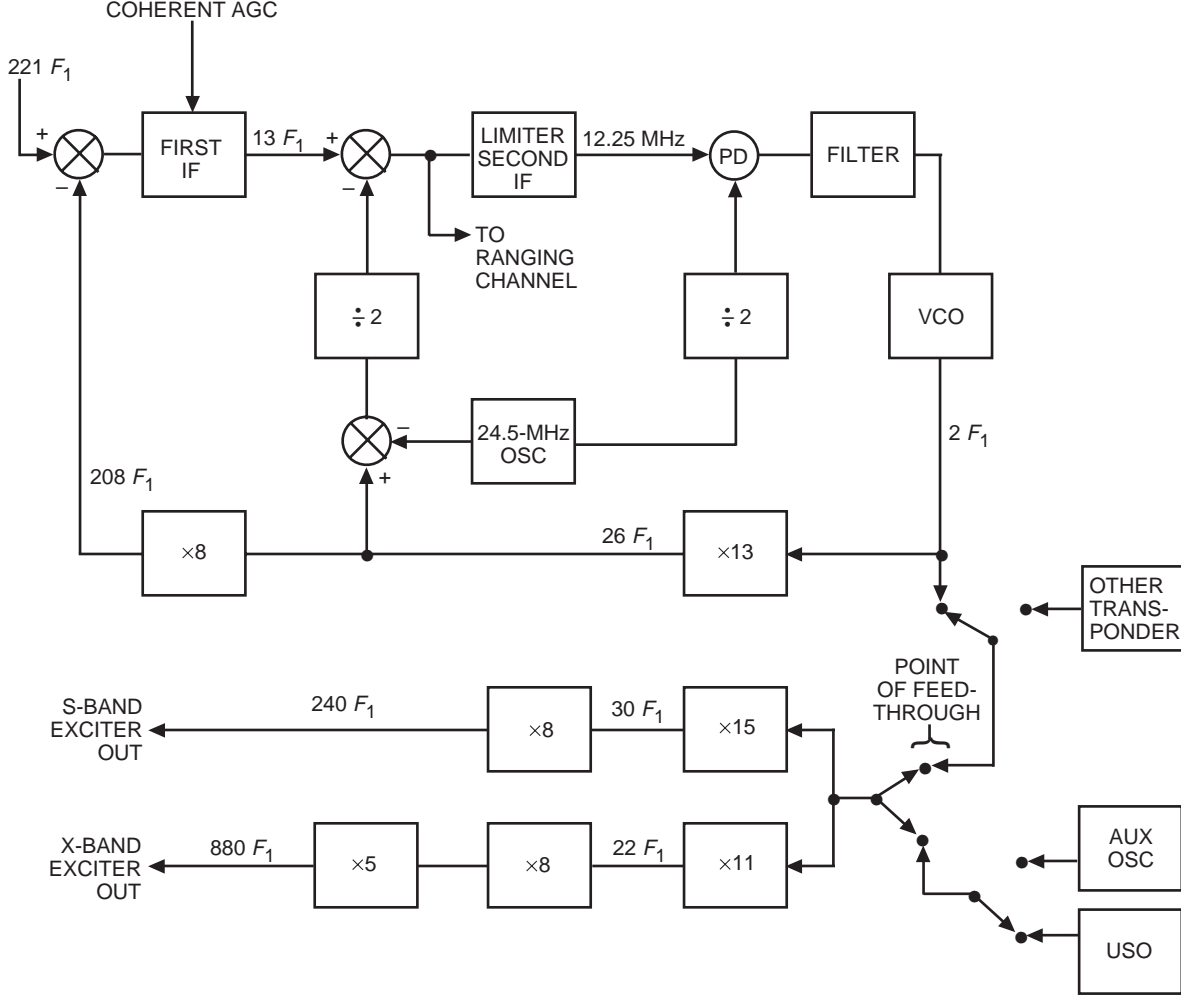 COHERENT AGC
221 F1
+
–
FIRST
IF
13 F1
+
–
LIMITER
SECOND
IF
12.25 MHz
PD
FILTER
TO
RANGING
CHANNEL
÷ 2
÷ 2
VCO
–
+
24.5-MHz
OSC
2 F1
208 F1
×8
26 F1
×13
OTHER
TRANS-
PONDER
POINT
OF FEED-
THROUGH
S-BAND
EXCITER
OUT
240 F1
×8
30 F1
×15
X-BAND
EXCITER
OUT
880 F1
×5
×8
22 F1
×11
AUX
OSC
USO